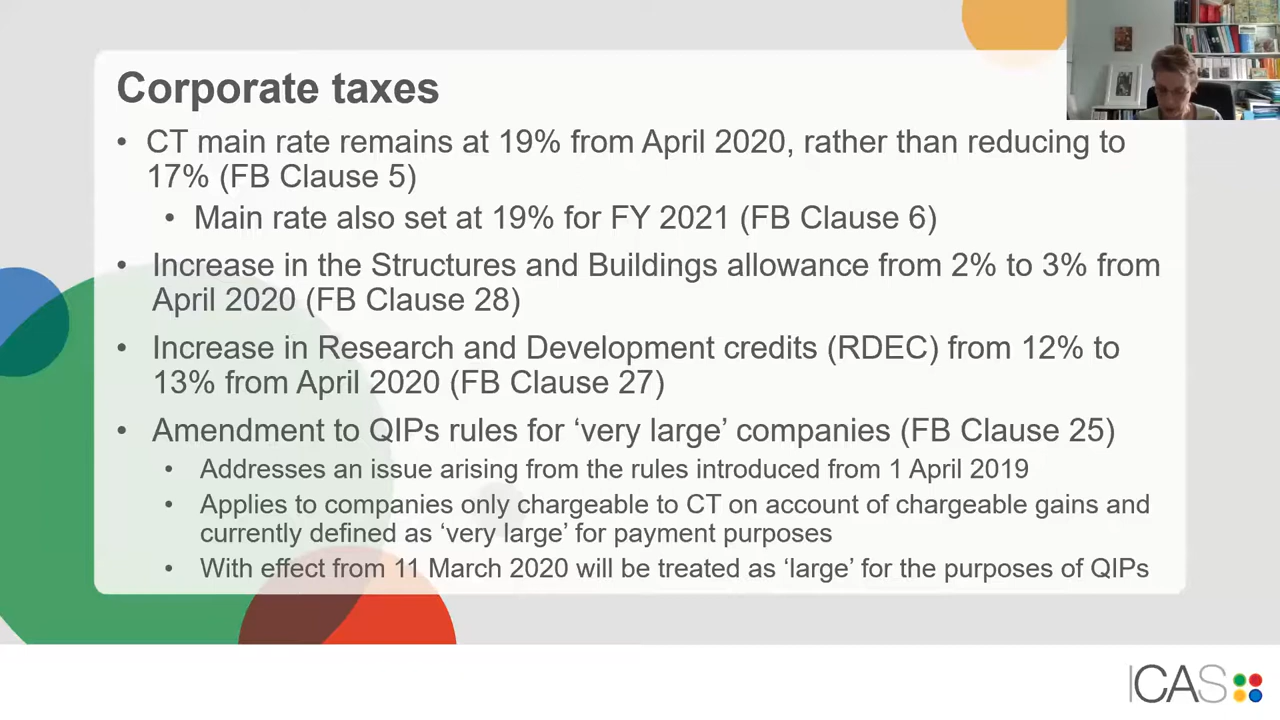 Corporate taxes
• CT main rate remains at 19% from April 2020, rather than reducing to
17% (FB Clause 5)
• Main rate also set at 19% for FY 2021 (FB Clause 6)
• Increase in the Structures and Buildings allowance from 2% to 3% from
April 2020 (FB Clause 28)
• Increase in Research and Development credits (RDEC) from 12% to
13% from April 2020 (FB Clause 27)
• Amendment to QIPs rules for ‘very large’ companies (FB Clause 25)
• Addresses an issue arising from the rules introduced from 1 April 2019
• Applies to companies only chargeable to CT on account of chargeable gains and
currently defined as ‘very large’ for payment purposes
• With effect from 11 March 2020 will be treated as ‘large’ for the purposes of QIPs
ICAS